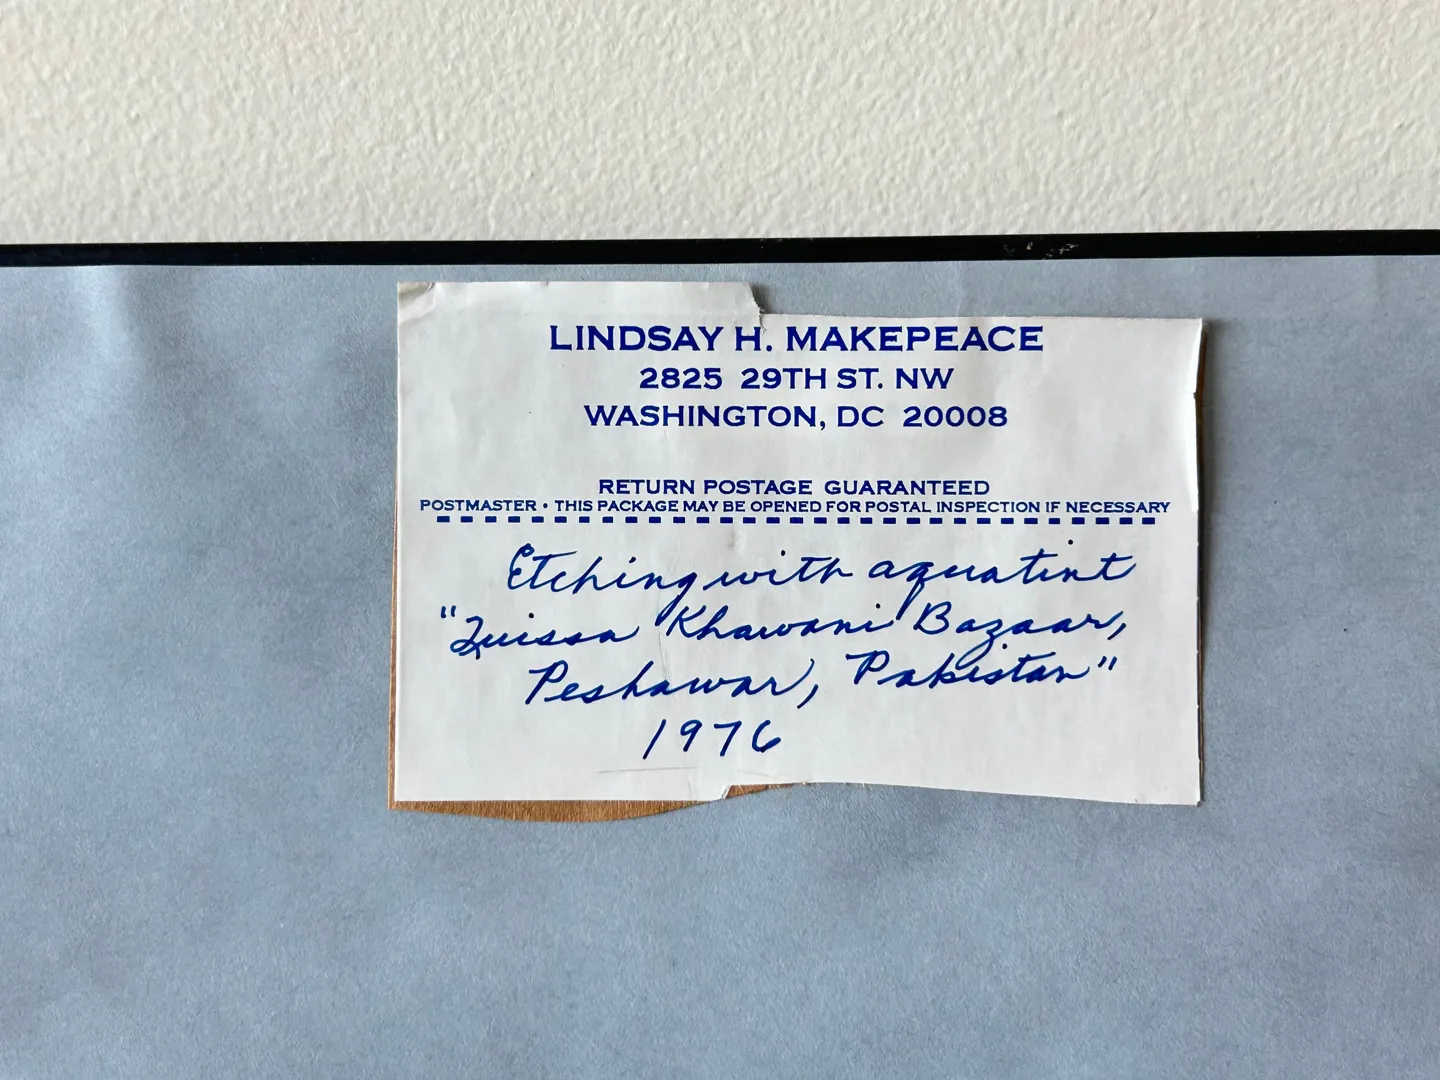 LINDSAY H. MAKEPEACE
2825 29TH ST. NW
WASHINGTON, DC 20008
RETURN POSTAGE GUARANTEED
POSTMASTER • THIS PACKAGE MAY BE OPENED FOR POSTAL INSPECTION IF NECESSARY
Etching with aquatint
"Quissa Khawani Bazaar,
Peshawar, Pakistan"
1976